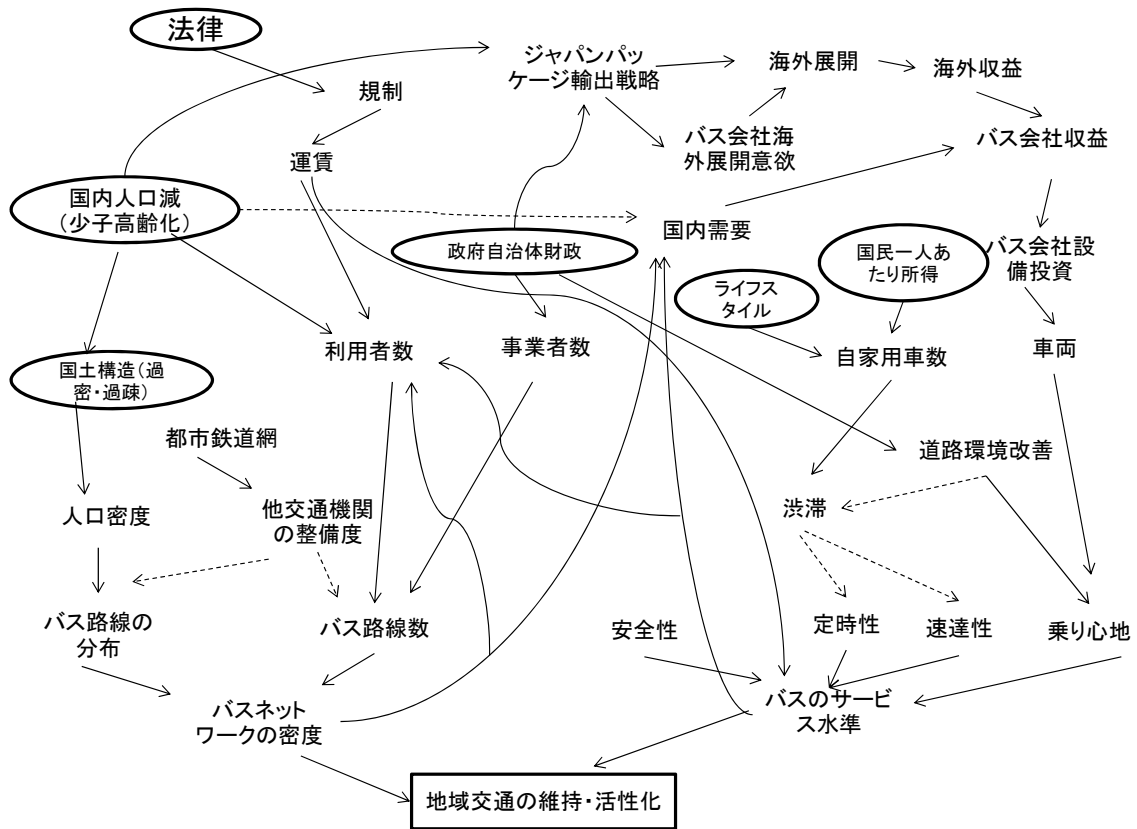 法律
ジャパンパッ
ケージ輸出戦略
海外展開
海外収益
規制
バス会社海
外展開意欲
バス会社収益
運賃
国内人口減
（少子高齢化）
国内需要
政府自治体財政
国民一人あ
たり所得
バス会社設
備投資
ライフス
タイル
利用者数
事業者数
自家用車数
車両
国土構造（過
密・過疎）
都市鉄道網
道路環境改善
人口密度
他交通機関
の整備度
渋滞
バス路線の
分布
バス路線数
安全性
定時性
速達性
乗り心地
バスネット
ワークの密度
バスのサービ
ス水準
地域交通の維持・活性化